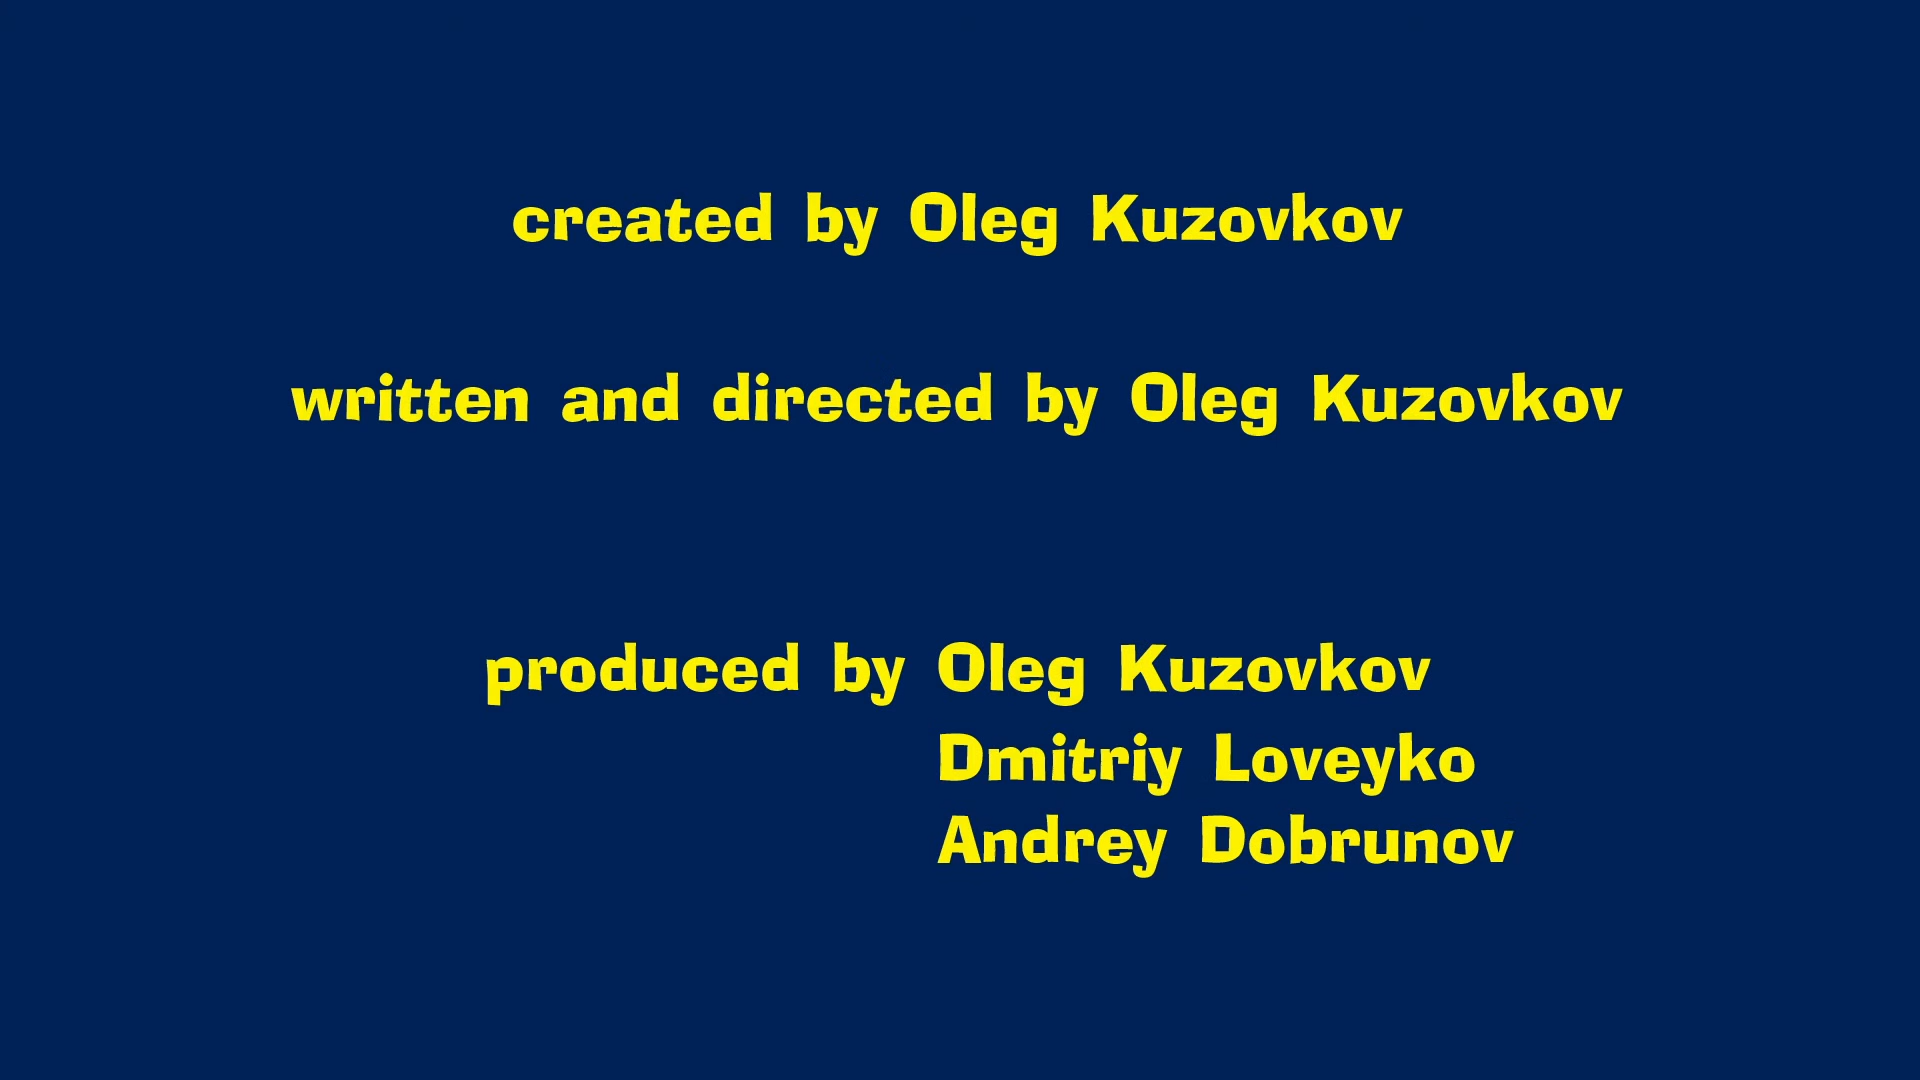 created by Oleg Kuzovkov
written and directed by Oleg Kuzovkov
produced by Oleg Kuzovkov
Dmitriy Loveyko
Andrey Dobrunov